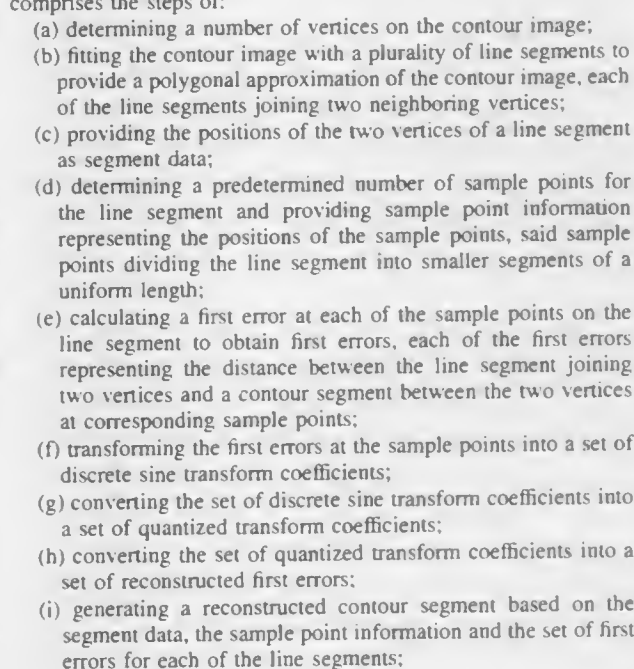 comprises the steps of:
(a) determining a number of vertices on the contour image;
(b) fitting the contour image with a plurality of line segments to
provide a polygonal approximation of the contour image, each
of the line segments joining two neighboring vertices;
(c) providing the positions of the two vertices of a line segment
as segment data;
(d) determining a predetermined number of sample points for
the line segment and providing sample point information
representing the positions of the sample points, said sample
points dividing the line segment into smaller segments of a
uniform length;
(e) calculating a first error at each of the sample points on the
line segment to obtain first errors, each of the first errors
representing the distance between the line segment joining
two vertices and a contour segment between the two vertices
at corresponding sample points;
(f) transforming the first errors at the sample points into a set of
discrete sine transform coefficients;
(g) converting the set of discrete sine transform coefficients into
a set of quantized transform coefficients;
(h) converting the set of quantized transform coefficients into a
set of reconstructed first errors;
(i) generating a reconstructed contour segment based on the
segment data, the sample point information and the set of first
errors for each of the line segments;